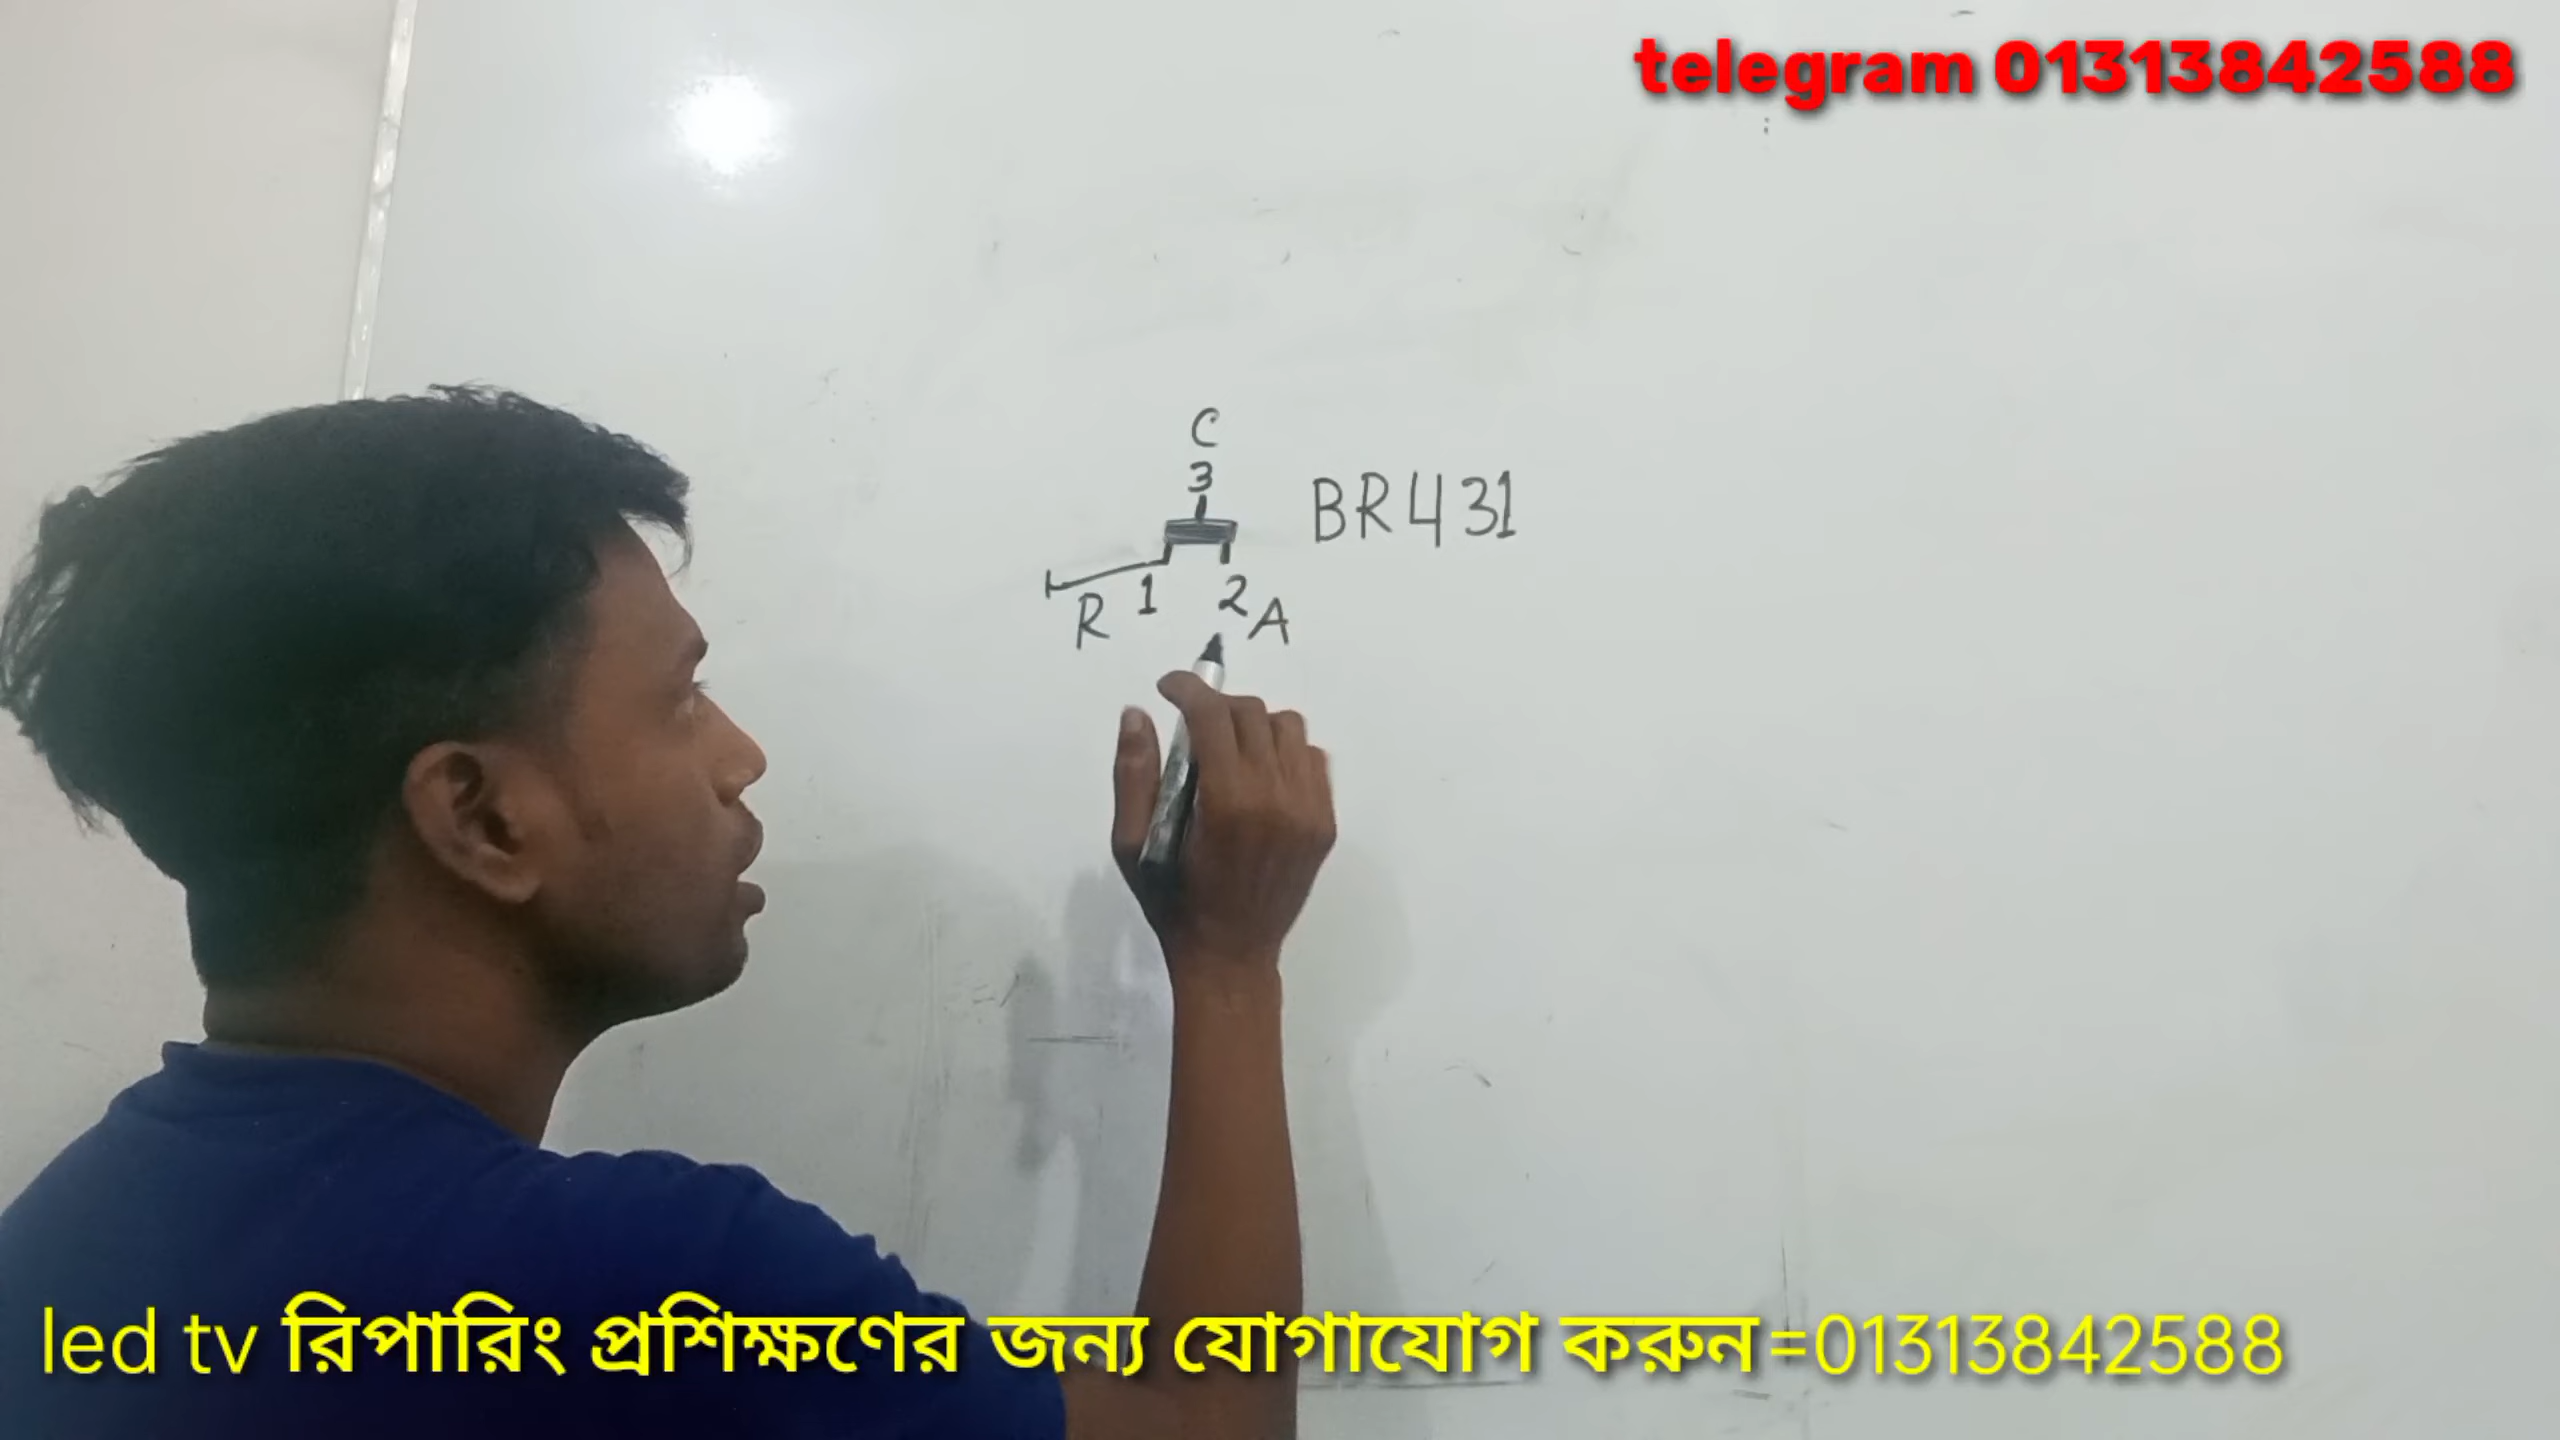 telegram 01313842588
C
3
BR431
R 1 2 A
led tv রিপারিং প্রশিক্ষণের জন্য যোগাযোগ করুন=01313842588